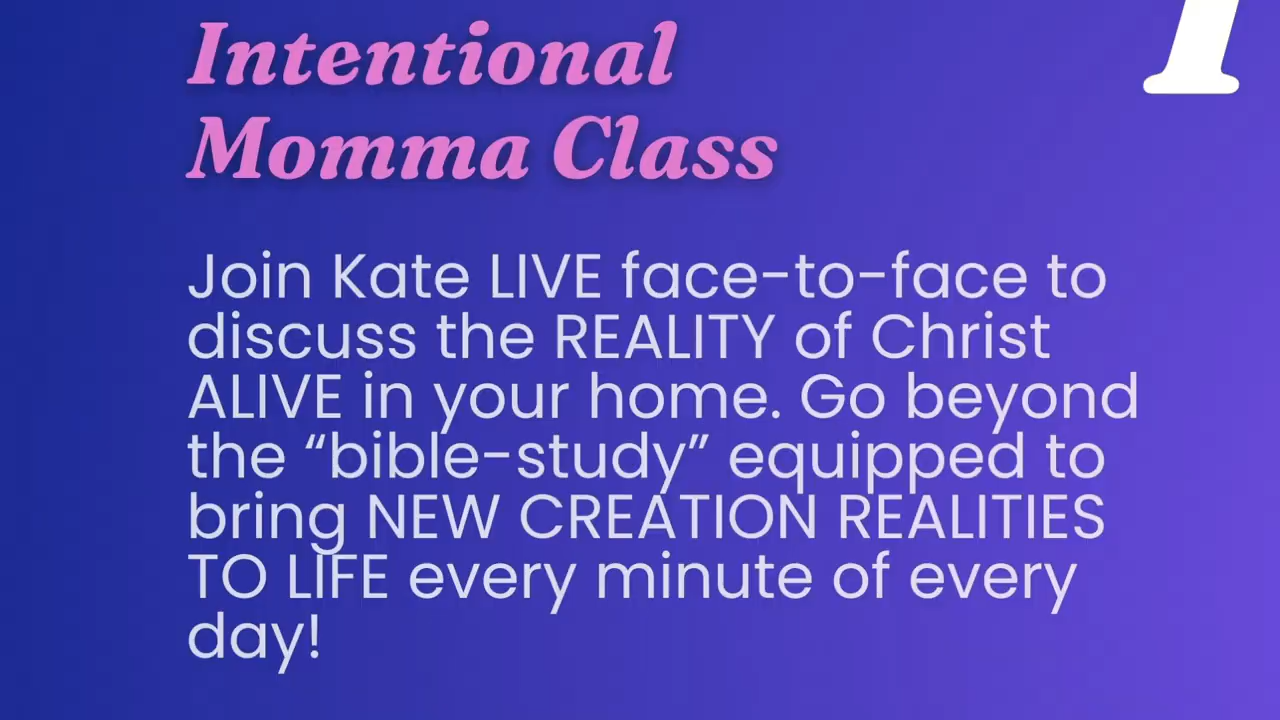 Intentional
Momma Class
Join Kate LIVE face-to-face to
discuss the REALITY of Christ
ALIVE in your home. Go beyond
the “bible-study” equipped to
bring NEW CREATION REALITIES
TO LIFE every minute of every
day!